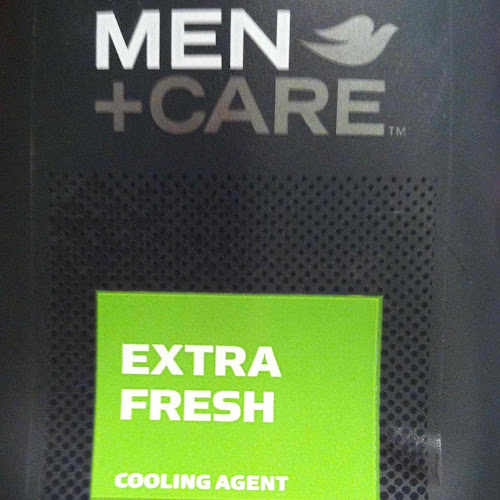 MEN
+CARE™
EXTRA
FRESH
COOLING AGENT